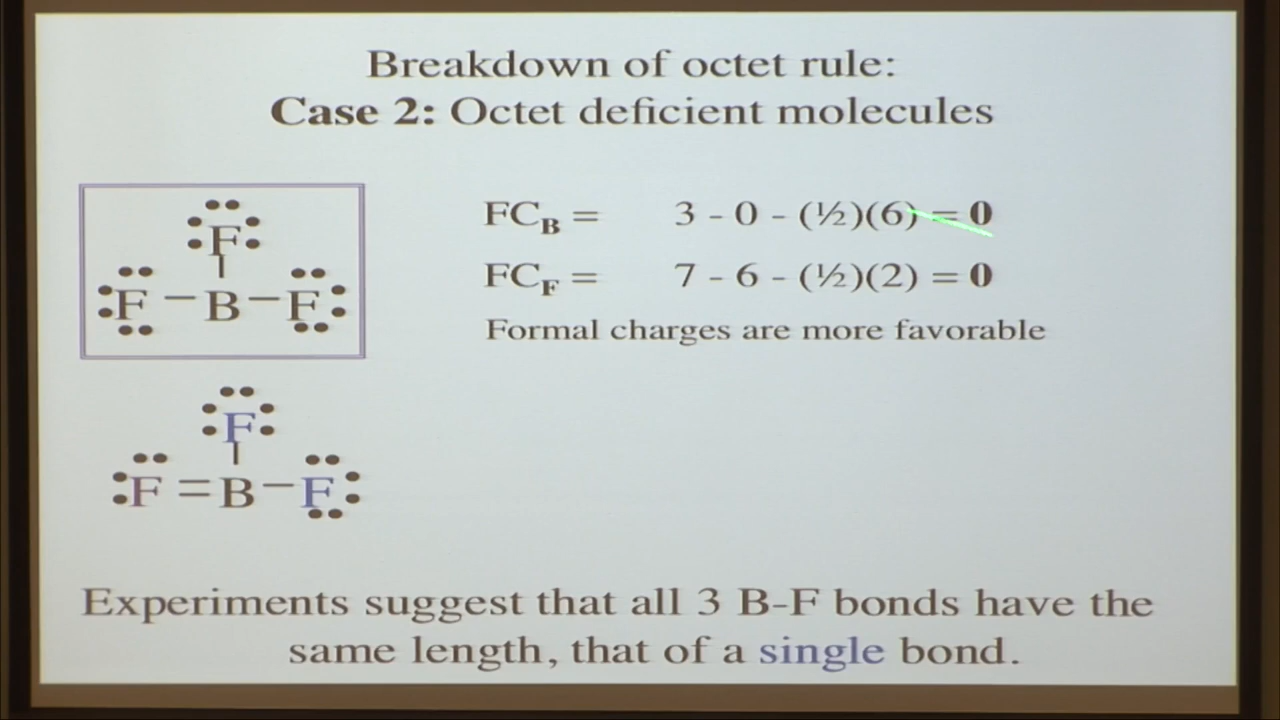 Breakdown of octet rule:
Case 2: Octet deficient molecules
F
F – B – F
FC_B = 3 - 0 - (½)(6) = 0
FC_F = 7 - 6 - (½)(2) = 0
Formal charges are more favorable
F
F = B – F
Experiments suggest that all 3 B-F bonds have the
same length, that of a single bond.